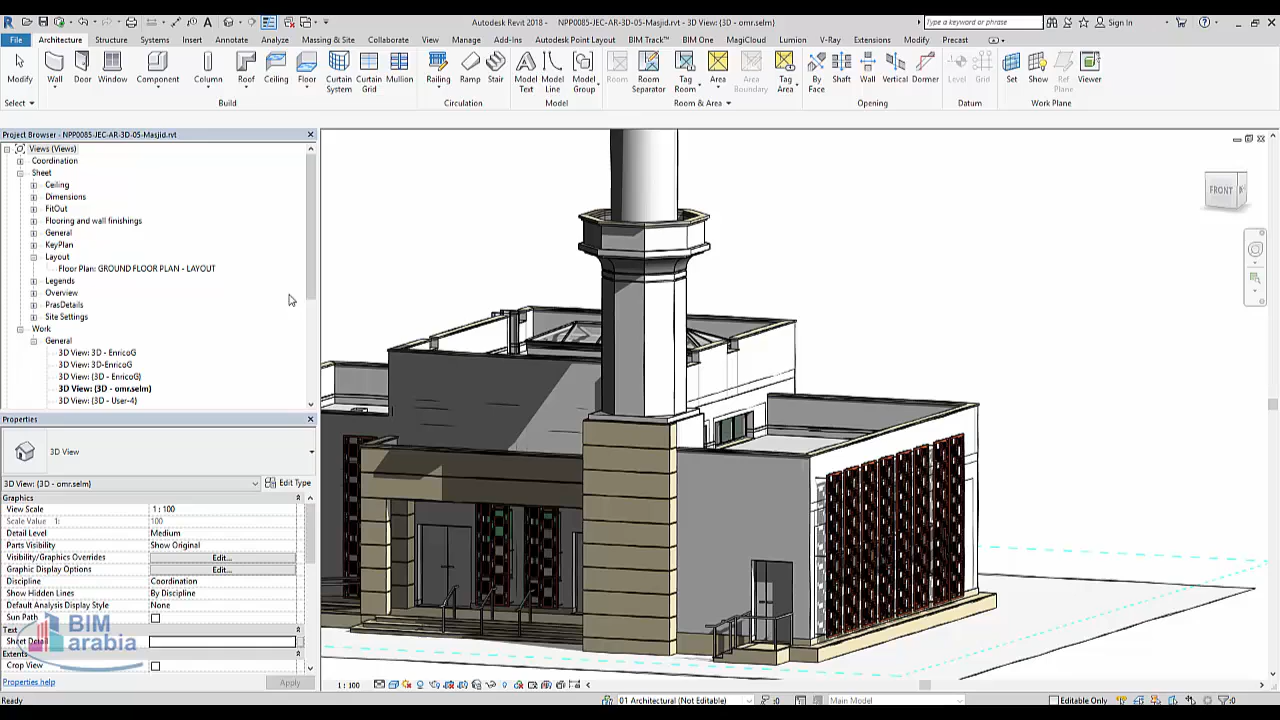 Autodesk Revit 2018 - NPP0085-JEC-AR-3D-05-Masjid.rvt - 3D View: {3D - omr.selm}
Type a keyword or phrase
Sign In
File Architecture Structure Systems Insert Annotate Analyze Massing & Site Collaborate View Manage Add-Ins Autodesk Point Layout BIM Track™ BIM One MagiCloud Lumion V-Ray Extensions Modify Precast
Modify Wall Door Window Component Column Roof Ceiling Floor Curtain System Curtain Grid Mullion Railing Ramp Stair Model Text Model Line Model Group Room Room Separator Tag Room Area Area Boundary Tag Area By Face Shaft Wall Vertical Dormer Level Grid Set Show Ref Plane Viewer
Select Build Circulation Model Room & Area Opening Datum Work Plane
Project Browser - NPP0085-JEC-AR-3D-05-Masjid.rvt
Views (Views)
Coordination
Sheet
Ceiling
Dimensions
FitOut
Flooring and wall finishings
General
KeyPlan
Layout
Floor Plan: GROUND FLOOR PLAN - LAYOUT
Legends
Overview
PrasDetails
Site Settings
Work
General
3D View: 3D - EnricoG
3D View: 3D-EnricoG
3D View: {3D - EnricoG}
3D View: {3D - omr.selm}
3D View: {3D - User-4}
Properties
3D View
3D View: {3D - omr.selm} Edit Type
Graphics
View Scale 1 : 100
Scale Value 1: 100
Detail Level Medium
Parts Visibility Show Original
Visibility/Graphics Overrides Edit...
Graphic Display Options Edit...
Discipline Coordination
Show Hidden Lines By Discipline
Default Analysis Display Style None
Sun Path
Text
Sheet Detail
Extents
Crop View
BIM
arabia
Properties help Apply
FRONT
1 : 100
Ready
01 Architectural (Not Editable) :0 Main Model Editable Only :0